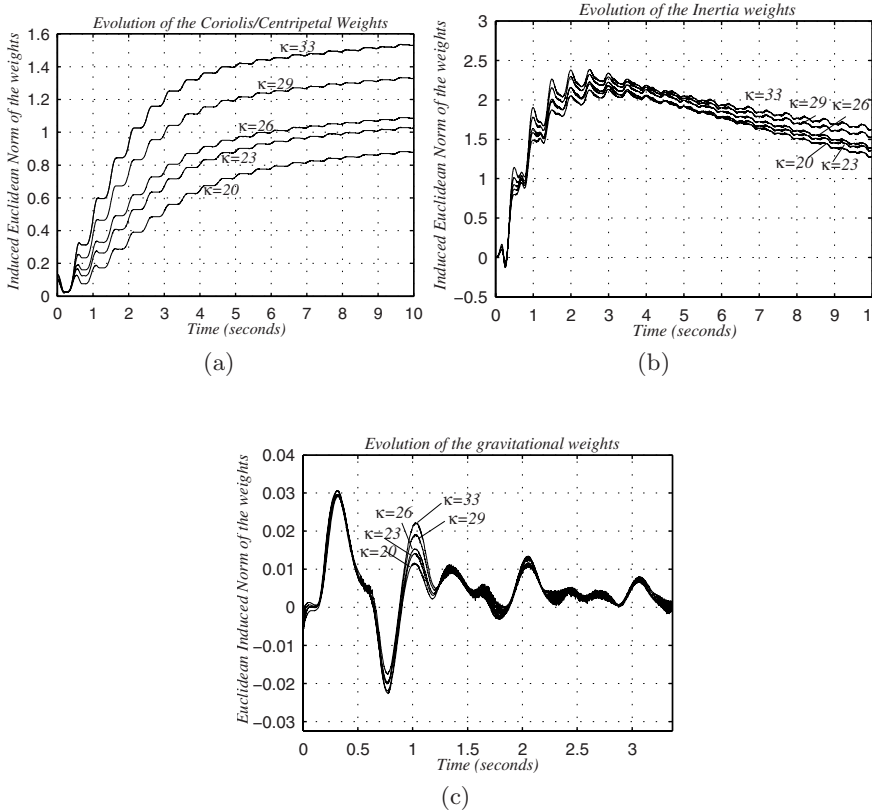 Evolution of the Coriolis/Centripetal Weights
Induced Euclidean Norm of the weights
1.6
1.4
1.2
1
0.8
0.6
0.4
0.2
0
κ=33
κ=29
κ=26
κ=23
κ=20
0 1 2 3 4 5 6 7 8 9 10
Time (seconds)
(a)
Evolution of the Inertia weights
Induced Euclidean Norm of the weights
3
2.5
2
1.5
1
0.5
0
−0.5
κ=33
κ=29 κ=26
κ=20 κ=23
0 1 2 3 4 5 6 7 8 9 1
Time (seconds)
(b)
Evolution of the gravitational weights
Euclidean Induced Norm of the weights
0.04
0.03
0.02
0.01
0
−0.01
−0.02
−0.03
κ=33
κ=26
κ=29
κ=23
κ=20
0 0.5 1 1.5 2 2.5 3
Time (seconds)
(c)